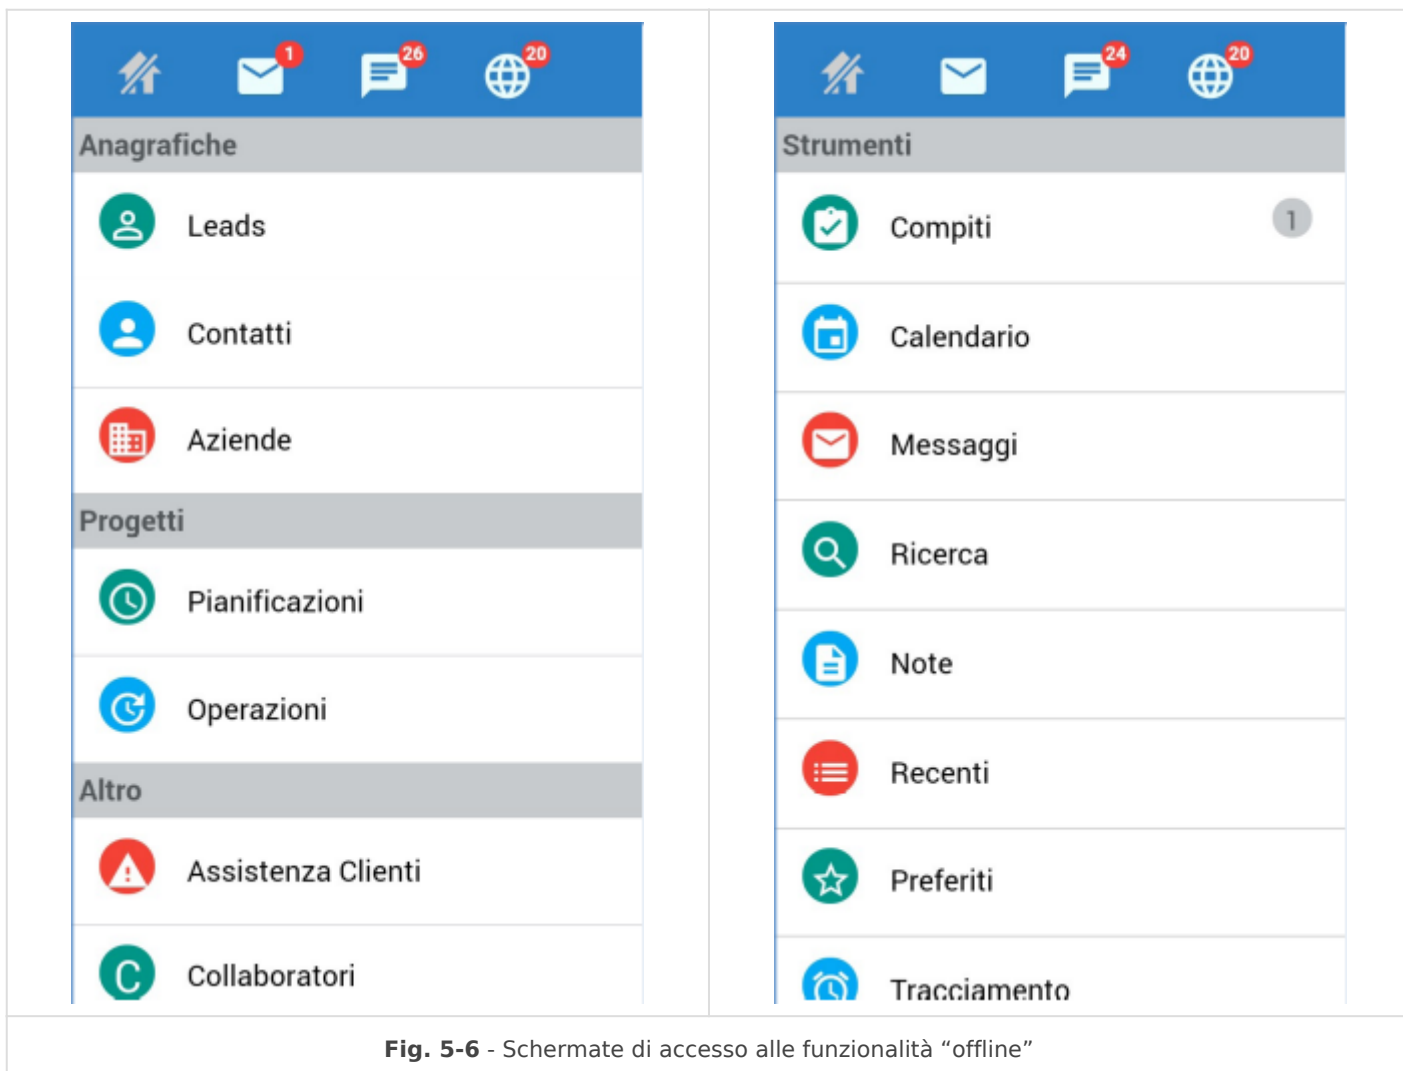 1 26 20
Anagrafiche
Leads
Contatti
Aziende
Progetti
Pianificazioni
Operazioni
Altro
Assistenza Clienti
C Collaboratori
24 20
Strumenti
Compiti 1
Calendario
Messaggi
Ricerca
Note
Recenti
Preferiti
Tracciamento
Fig. 5-6 - Schermate di accesso alle funzionalità “offline”